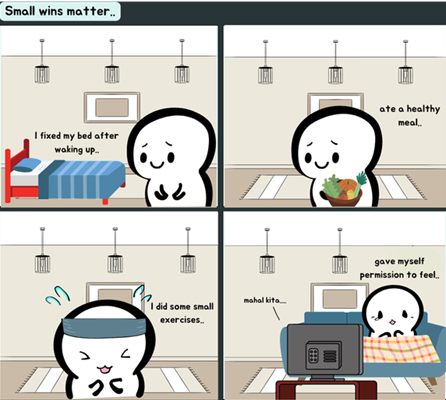 Small wins matter..
I fixed my bed after
waking up..
ate a healthy
meal..
I did some small
exercises..
gave myself
permission to feel..
mahal kita....